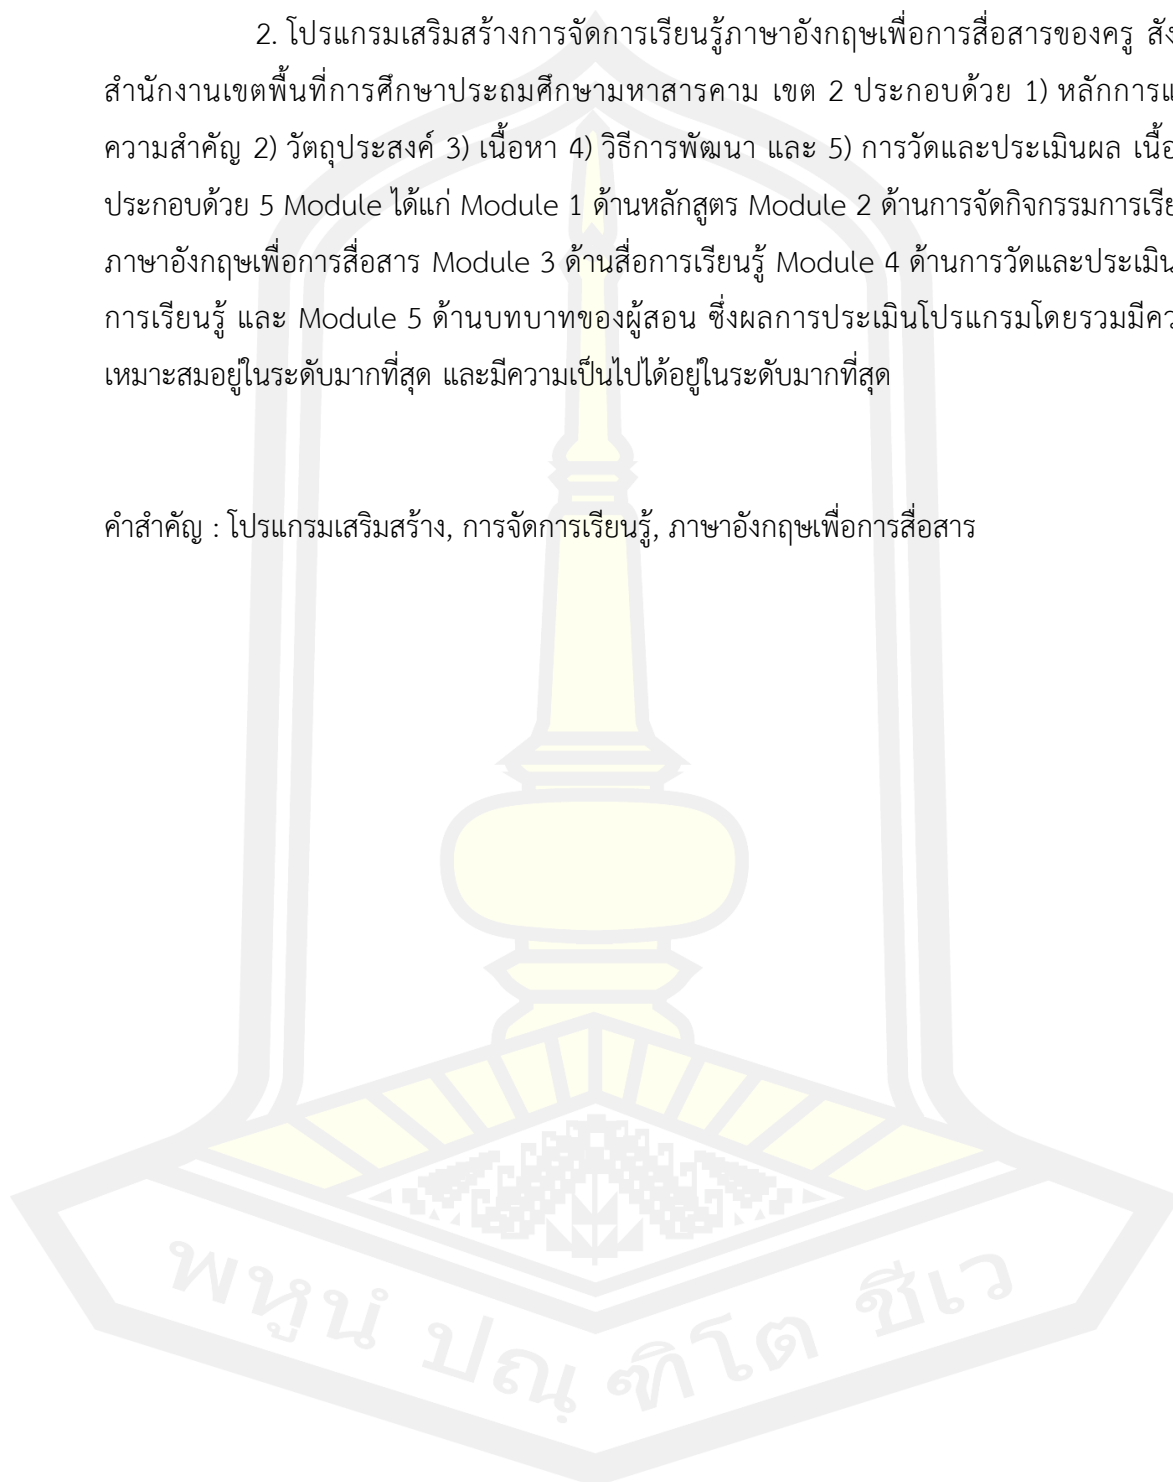 2. โปรแกรมเสริมสร้างการจัดการเรียนรู้ภาษาอังกฤษเพื่อการสื่อสารของครู
สำนักงานเขตพื้นที่การศึกษาประถมศึกษามหาสารคาม เขต 2 ประกอบด้วย 1) หลักการแ
ความสำคัญ 2) วัตถุประสงค์ 3) เนื้อหา 4) วิธีการพัฒนา และ 5) การวัดและประเมินผล เนื้อ
ประกอบด้วย 5 Module ได้แก่ Module 1 ด้านหลักสูตร Module 2 ด้านการจัดกิจกรรมการเรีย
ภาษาอังกฤษเพื่อการสื่อสาร Module 3 ด้านสื่อการเรียนรู้ Module 4 ด้านการวัดและประเมิน
การเรียนรู้ และ Module 5 ด้านบทบาทของผู้สอน ซึ่งผลการประเมินโปรแกรมโดยรวมมีคว
เหมาะสมอยู่ในระดับมากที่สุด และมีความเป็นไปได้อยู่ในระดับมากที่สุด
คำสำคัญ : โปรแกรมเสริมสร้าง, การจัดการเรียนรู้, ภาษาอังกฤษเพื่อการสื่อสาร
พหูนํ ปณฺฑิโต ชีเว